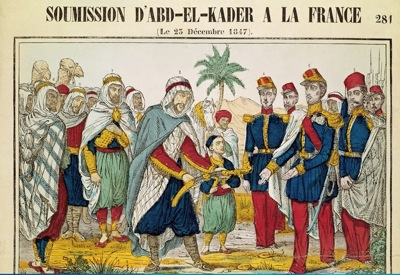 SOUMISSION D'ABD-EL-KADER A LA FRANCE
281
(Le 23 Décembre 1847).